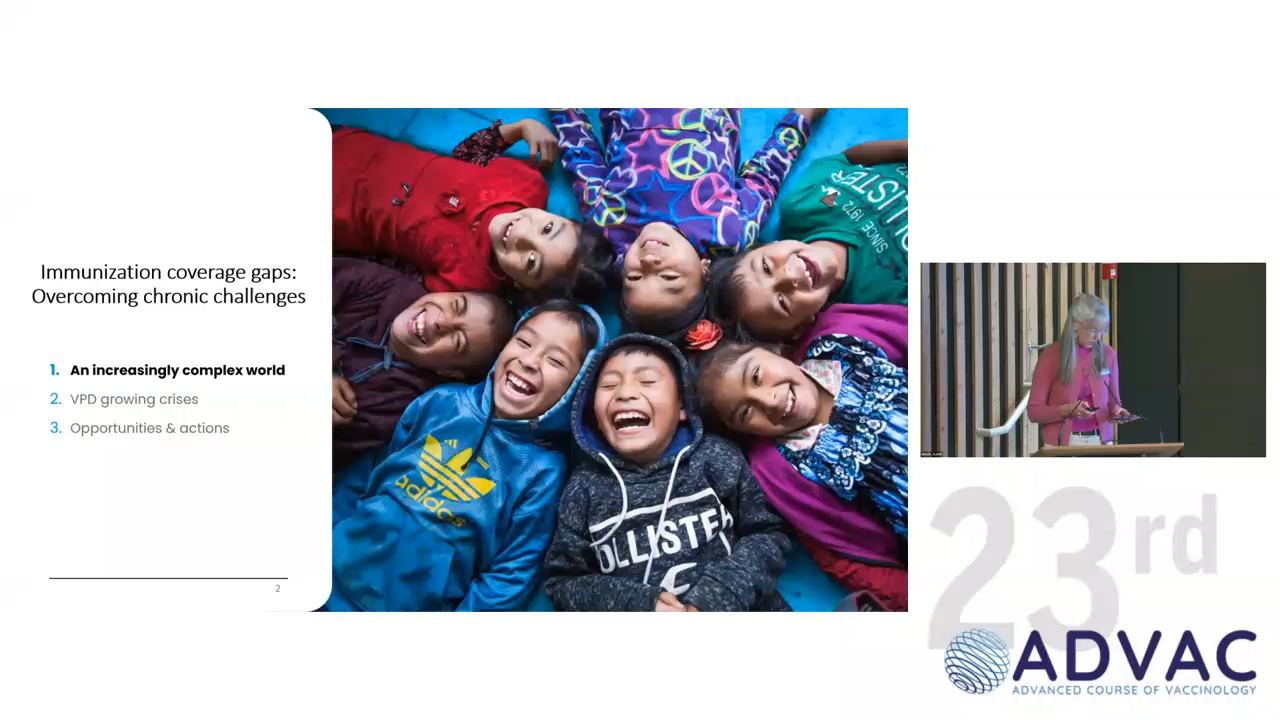 Immunization coverage gaps:
Overcoming chronic challenges
1. An increasingly complex world
2. VPD growing crises
3. Opportunities & actions
2
HOLLISTER
SINCE 1972
adidas
HOLLISTER
23rd
ADVAC
ADVANCED COURSE OF VACCINOLOGY